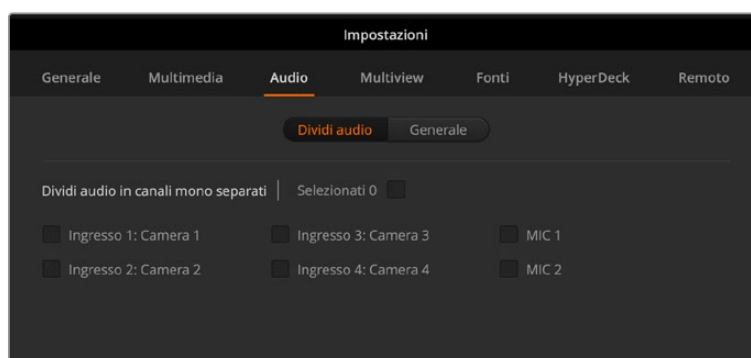 Impostazioni
Generale Multimedia Audio Multiview Fonti HyperDeck Remoto
Dividi audio Generale
Dividi audio in canali mono separati Selezionati 0
Ingresso 1: Camera 1 Ingresso 3: Camera 3 MIC 1
Ingresso 2: Camera 2 Ingresso 4: Camera 4 MIC 2